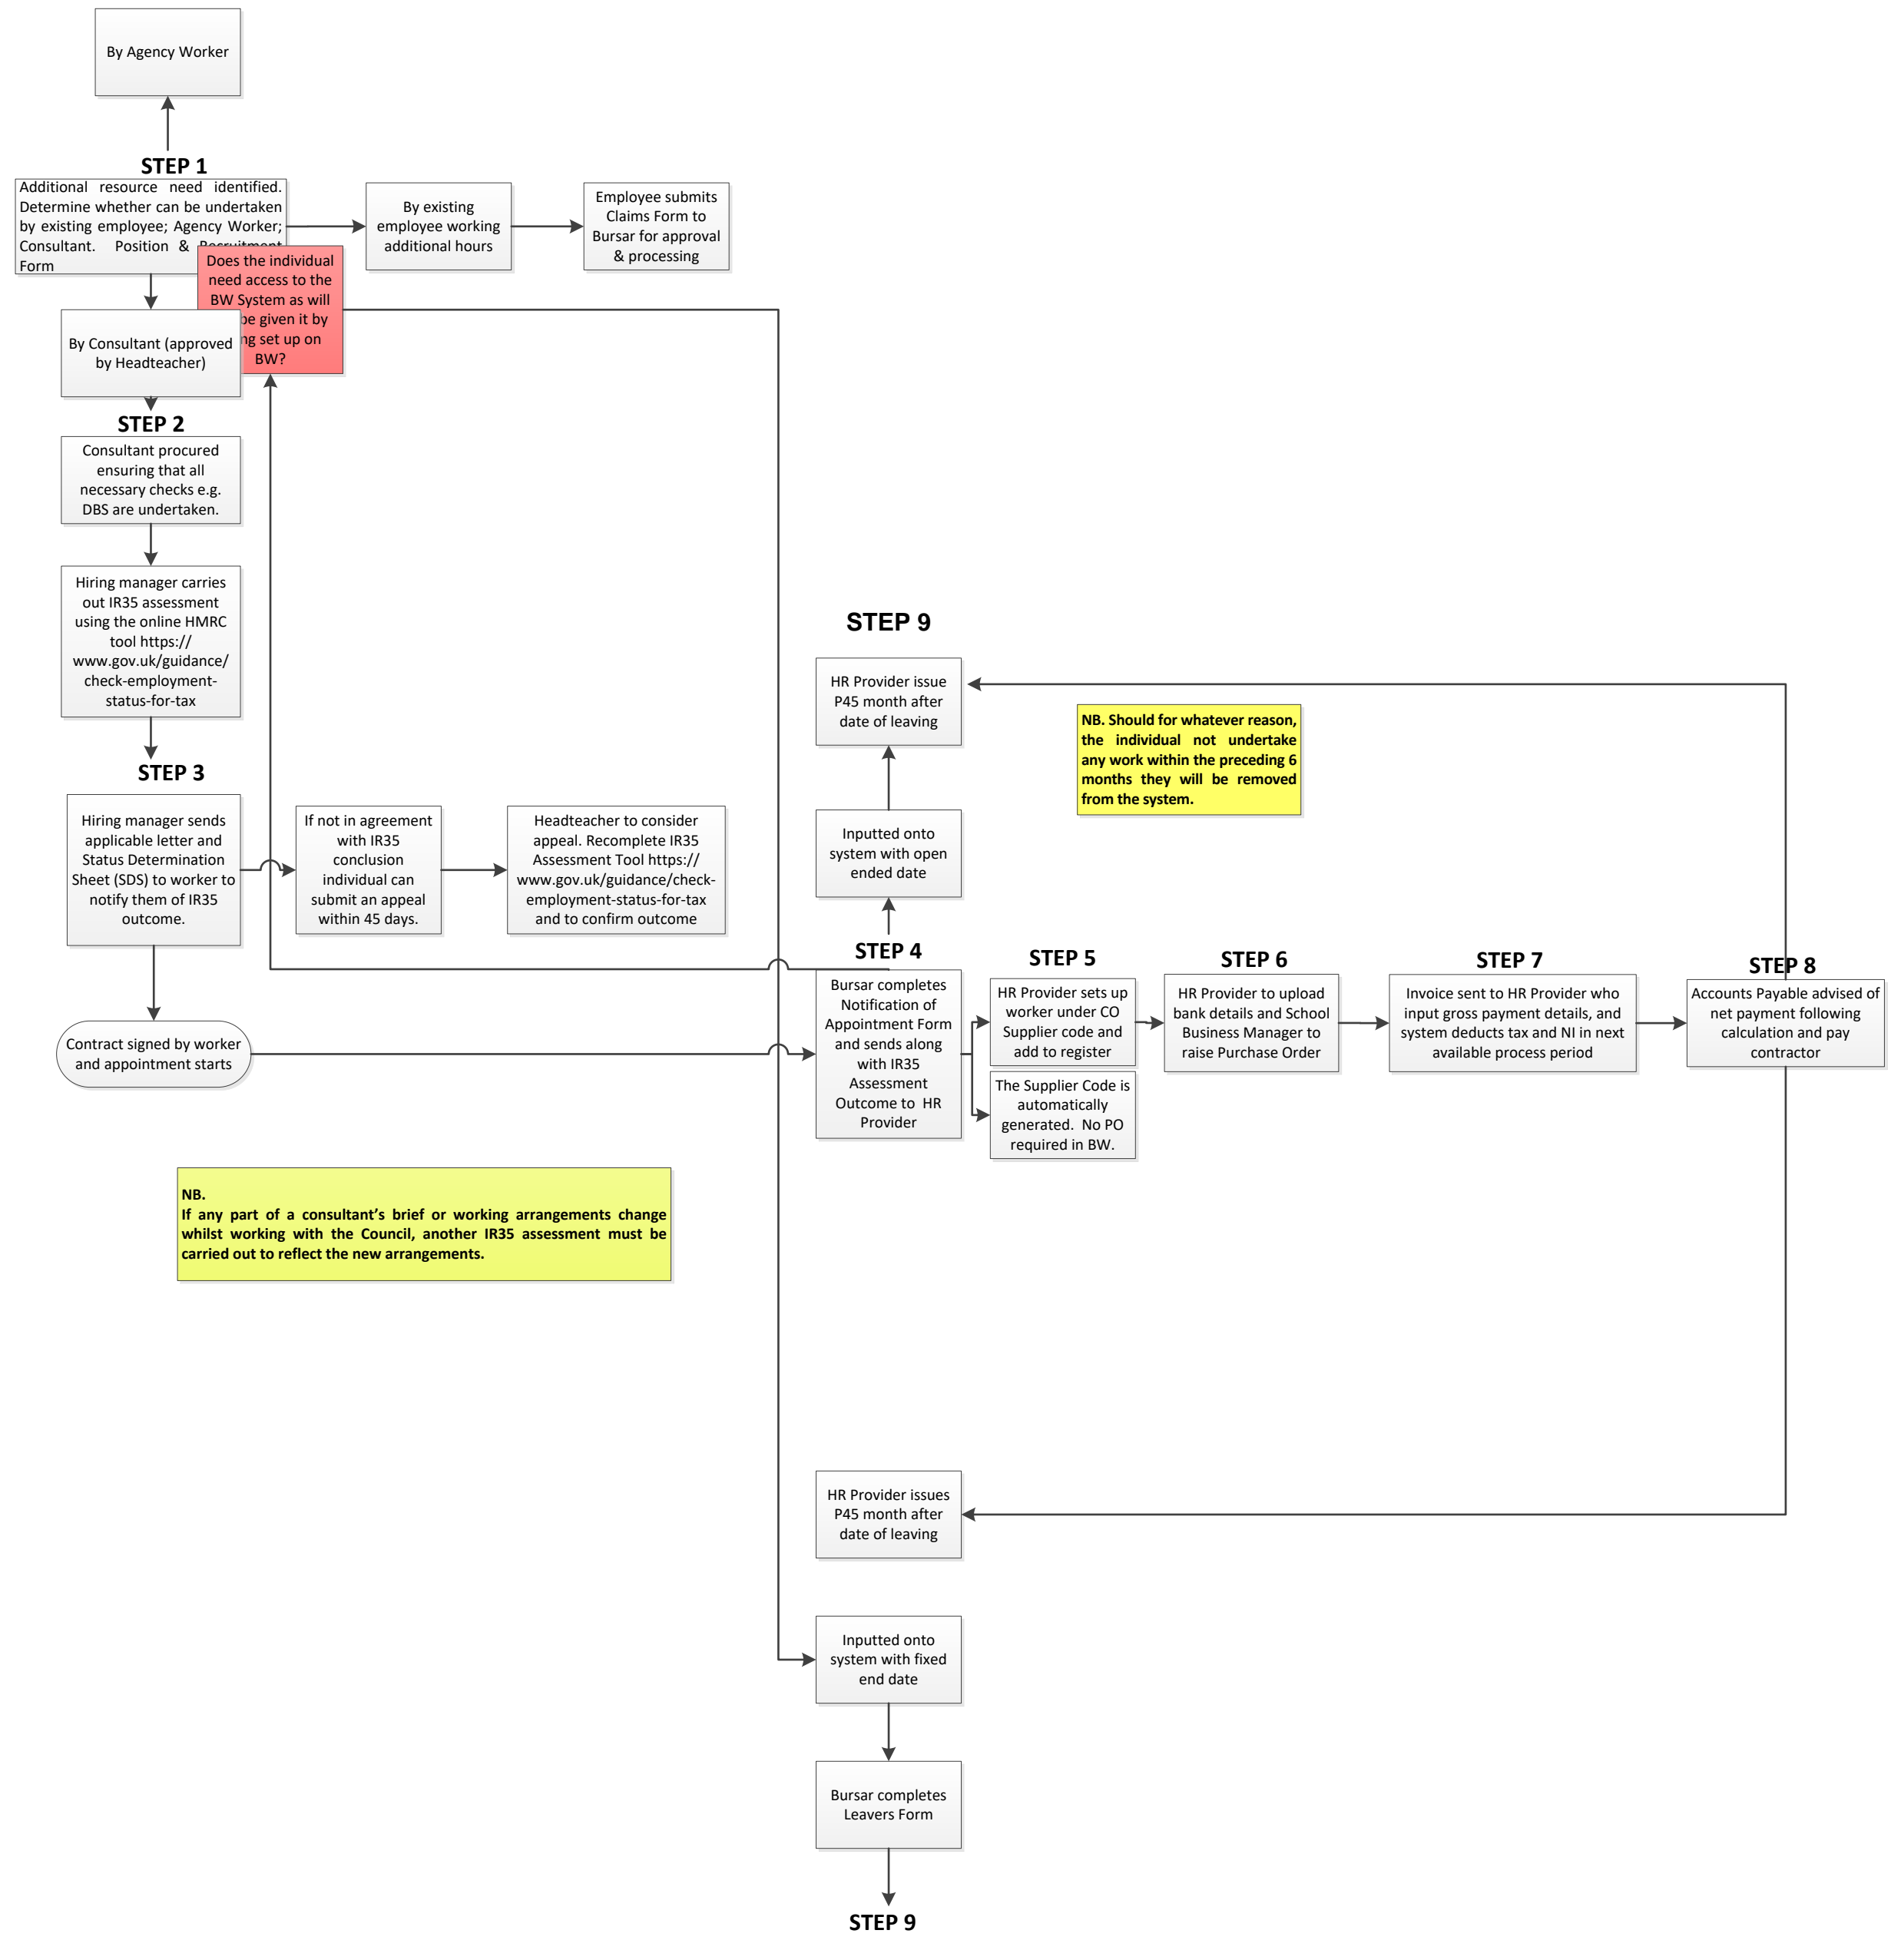 By Agency Worker
STEP 1
Additional resource need identified.
Determine whether can be undertaken
by existing employee; Agency Worker;
Consultant. Position & Recruitment
Form
By existing
employee working
additional hours
Employee submits
Claims Form to
Bursar for approval
& processing
Does the individual
need access to the
BW System as will
be given it by
set up on
BW?
By Consultant (approved
by Headteacher)
STEP 2
Consultant procured
ensuring that all
necessary checks e.g.
DBS are undertaken.
Hiring manager carries
out IR35 assessment
using the online HMRC
tool https://
www.gov.uk/guidance/
check-employment-
status-for-tax
STEP 3
Hiring manager sends
applicable letter and
Status Determination
Sheet (SDS) to worker to
notify them of IR35
outcome.
If not in agreement
with IR35
conclusion
individual can
submit an appeal
within 45 days.
Headteacher to consider
appeal. Recomplete IR35
Assessment Tool https://
www.gov.uk/guidance/check-
employment-status-for-tax
and to confirm outcome
Contract signed by worker
and appointment starts
STEP 9
HR Provider issue
P45 month after
date of leaving
NB. Should for whatever reason,
the individual not undertake
any work within the preceding 6
months they will be removed
from the system.
Inputted onto
system with open
ended date
STEP 4
Bursar completes
Notification of
Appointment Form
and sends along
with IR35
Assessment
Outcome to HR
Provider
STEP 5
HR Provider sets up
worker under CO
Supplier code and
add to register
The Supplier Code is
automatically
generated. No PO
required in BW.
STEP 6
HR Provider to upload
bank details and School
Business Manager to
raise Purchase Order
STEP 7
Invoice sent to HR Provider who
input gross payment details, and
system deducts tax and NI in next
available process period
STEP 8
Accounts Payable advised of
net payment following
calculation and pay
contractor
NB.
If any part of a consultant’s brief or working arrangements change
whilst working with the Council, another IR35 assessment must be
carried out to reflect the new arrangements.
HR Provider issues
P45 month after
date of leaving
Inputted onto
system with fixed
end date
Bursar completes
Leavers Form
STEP 9